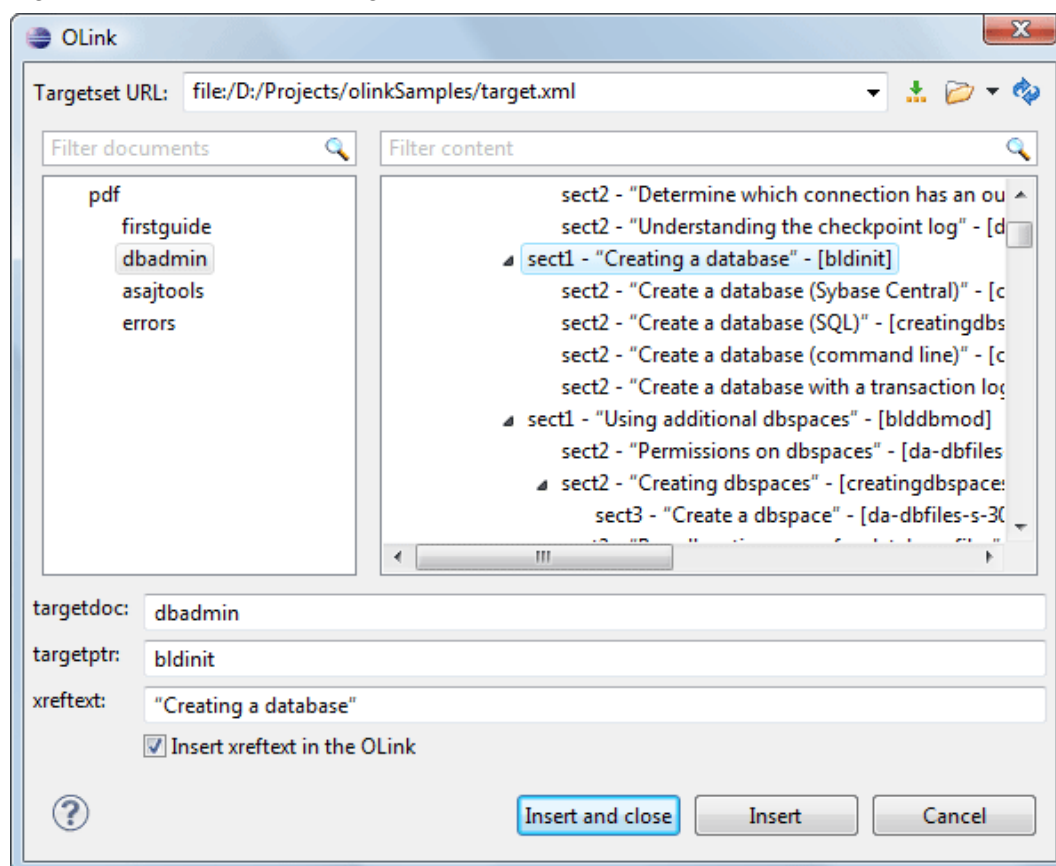 OLink
Targetset URL: file:/D:/Projects/olinkSamples/target.xml
Filter documents
Filter content
pdf
firstguide
dbadmin
asajtools
errors
sect2 - "Determine which connection has an ou
sect2 - "Understanding the checkpoint log" - [d
sect1 - "Creating a database" - [bldinit]
sect2 - "Create a database (Sybase Central)" - [c
sect2 - "Create a database (SQL)" - [creatingdbs
sect2 - "Create a database (command line)" - [c
sect2 - "Create a database with a transaction log
sect1 - "Using additional dbspaces" - [blddbmod]
sect2 - "Permissions on dbspaces" - [da-dbfiles
sect2 - "Creating dbspaces" - [creatingdbspaces
sect3 - "Create a dbspace" - [da-dbfiles-s-30
targetdoc: dbadmin
targetptr: bldinit
xreftext: "Creating a database"
Insert xreftext in the OLink
Insert and close
Insert
Cancel